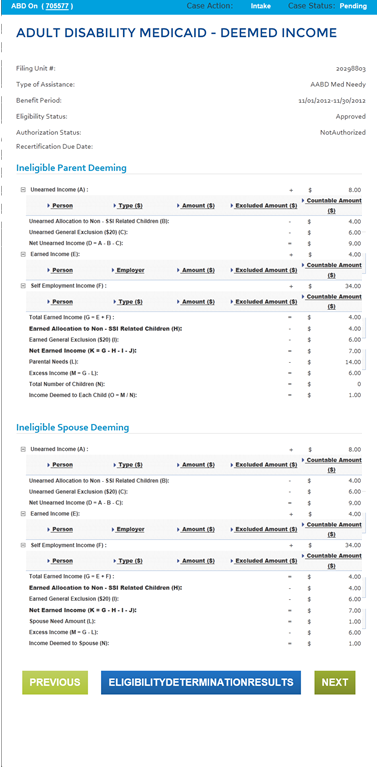 ABD On ( 705577 ) Case Action: Intake Case Status: Pending
ADULT DISABILITY MEDICAID - DEEMED INCOME
Filing Unit #: 20298803
Type of Assistance: AABD Med Needy
Benefit Period: 11/01/2012-11/30/2012
Eligibility Status: Approved
Authorization Status: NotAuthorized
Recertification Due Date:
Ineligible Parent Deeming
Unearned Income (A) : + $ 8.00
Person Type ($) Amount ($) Excluded Amount ($) Countable Amount ($)
Unearned Allocation to Non - SSI Related Children (B): - $ 4.00
Unearned General Exclusion ($20) (C): - $ 6.00
Net Unearned Income (D = A - B - C): = $ 9.00
Earned Income (E): + $ 4.00
Person Employer Amount ($) Excluded Amount ($) Countable Amount ($)
Self Employment Income (F) : + $ 34.00
Person Type ($) Amount ($) Excluded Amount ($) Countable Amount ($)
Total Earned Income (G = E + F) : = $ 4.00
Earned Allocation to Non - SSI Related Children (H): - $ 4.00
Earned General Exclusion ($20) (I): - $ 6.00
Net Earned Income (K = G - H - I - J): = $ 7.00
Parental Needs (L): - $ 14.00
Excess Income (M = G - L): = $ 6.00
Total Number of Children (N): = $ 0
Income Deemed to Each Child (O = M / N): = $ 1.00
Ineligible Spouse Deeming
Unearned Income (A) : + $ 8.00
Person Type ($) Amount ($) Excluded Amount ($) Countable Amount ($)
Unearned Allocation to Non - SSI Related Children (B): - $ 4.00
Unearned General Exclusion ($20) (C): - $ 6.00
Net Unearned Income (D = A - B - C): = $ 9.00
Earned Income (E): + $ 4.00
Person Employer Amount ($) Excluded Amount ($) Countable Amount ($)
Self Employment Income (F) : + $ 34.00
Person Type ($) Amount ($) Excluded Amount ($) Countable Amount ($)
Total Earned Income (G = E + F) : = $ 4.00
Earned Allocation to Non - SSI Related Children (H): - $ 4.00
Earned General Exclusion ($20) (I): - $ 6.00
Net Earned Income (K = G - H - I - J): = $ 7.00
Spouse Need Amount (L): = $ 1.00
Excess Income (M = G - L): - $ 6.00
Income Deemed to Spouse (N): = $ 1.00
PREVIOUS ELIGIBILITYDETERMINATIONRESULTS NEXT